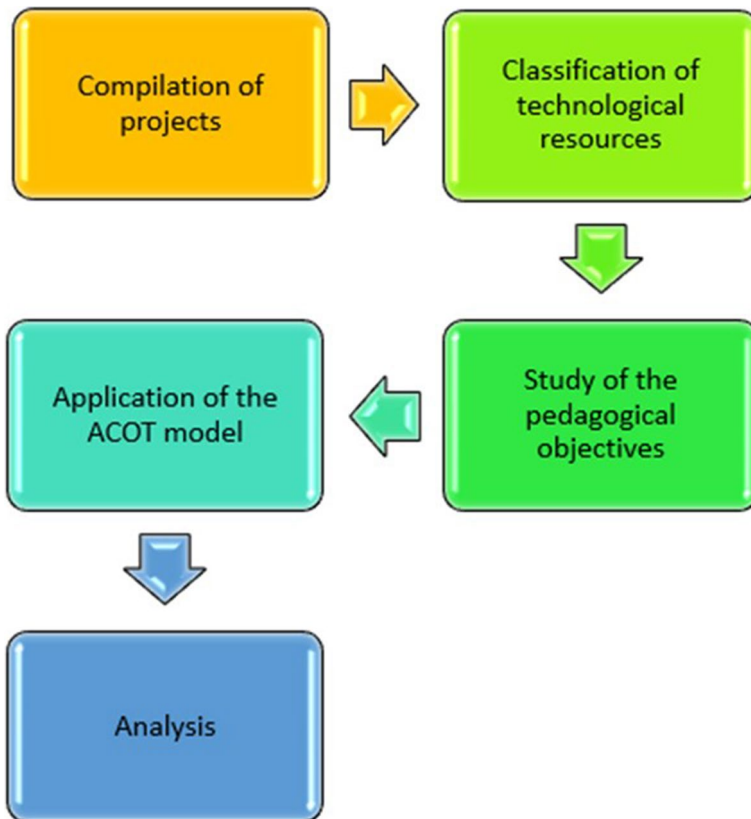 Compilation of
projects
Classification of
technological
resources
Study of the
pedagogical
objectives
Application of the
ACOT model
Analysis